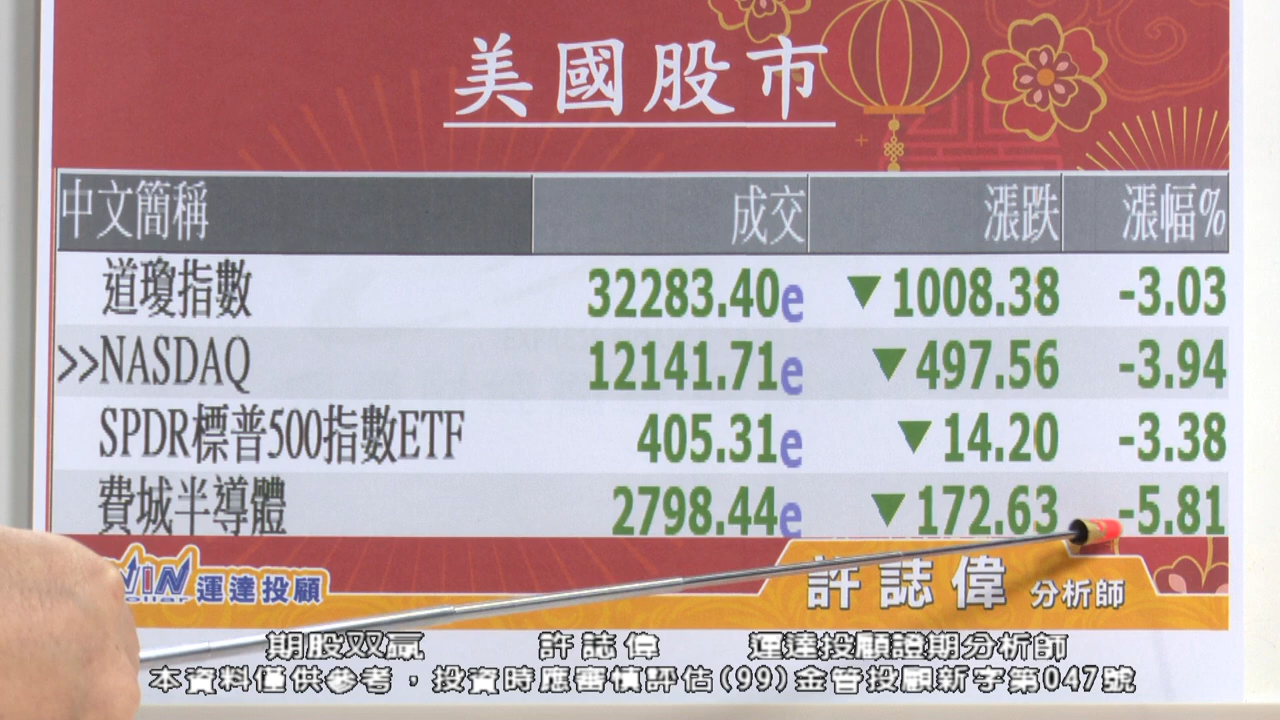 美國股市
中文簡稱 成交 漲跌 漲幅%
道瓊指數 32283.40e ▼1008.38 -3.03
>>NASDAQ 12141.71e ▼497.56 -3.94
SPDR標普500指數ETF 405.31e ▼14.20 -3.38
費城半導體 2798.44e ▼172.63 -5.81
運達投顧
許誌偉 分析師
期股双贏 許誌偉 運達投顧證期分析師
本資料僅供參考，投資時應審慎評估(99)金管投顧新字第047號